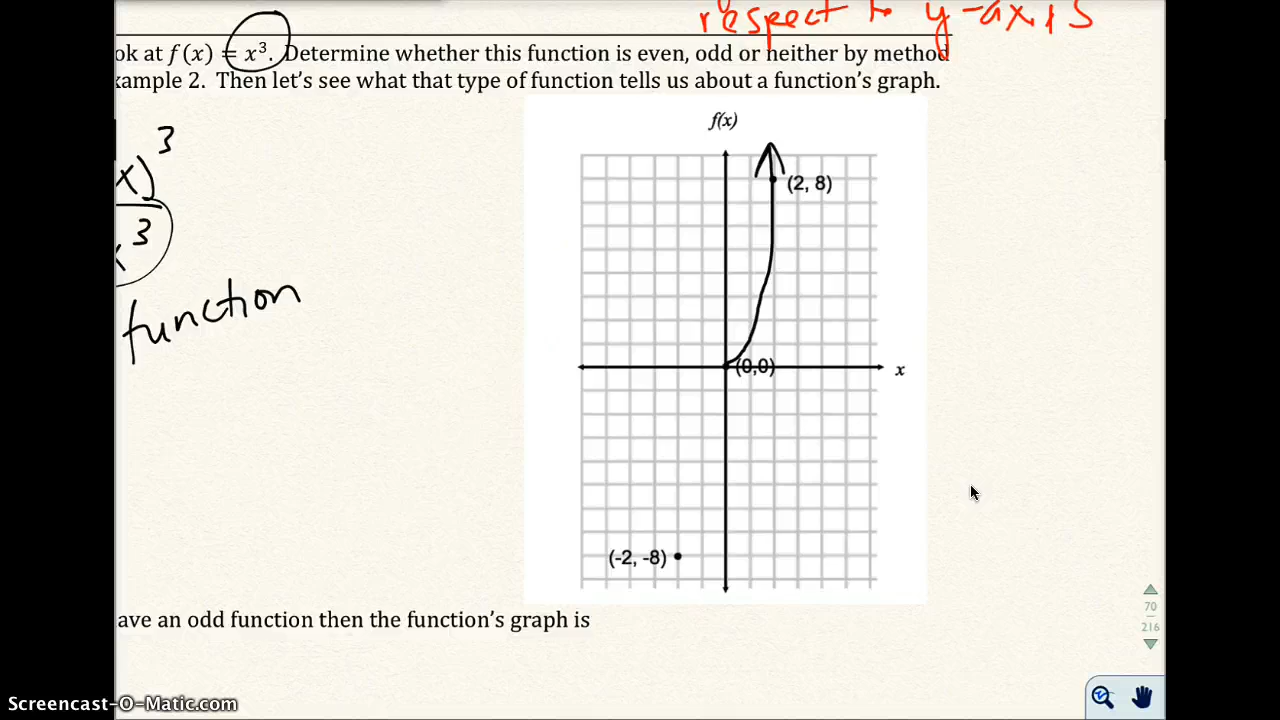 respect to y-axis
ok at f(x) = x³. Determine whether this function is even, odd or neither by method
xample 2. Then let's see what that type of function tells us about a function's graph.
f(x)
x)³
(2, 8)
x³
function
(0,0)
x
(-2, -8)
ave an odd function then the function's graph is
70
216
Screencast-O-Matic.com